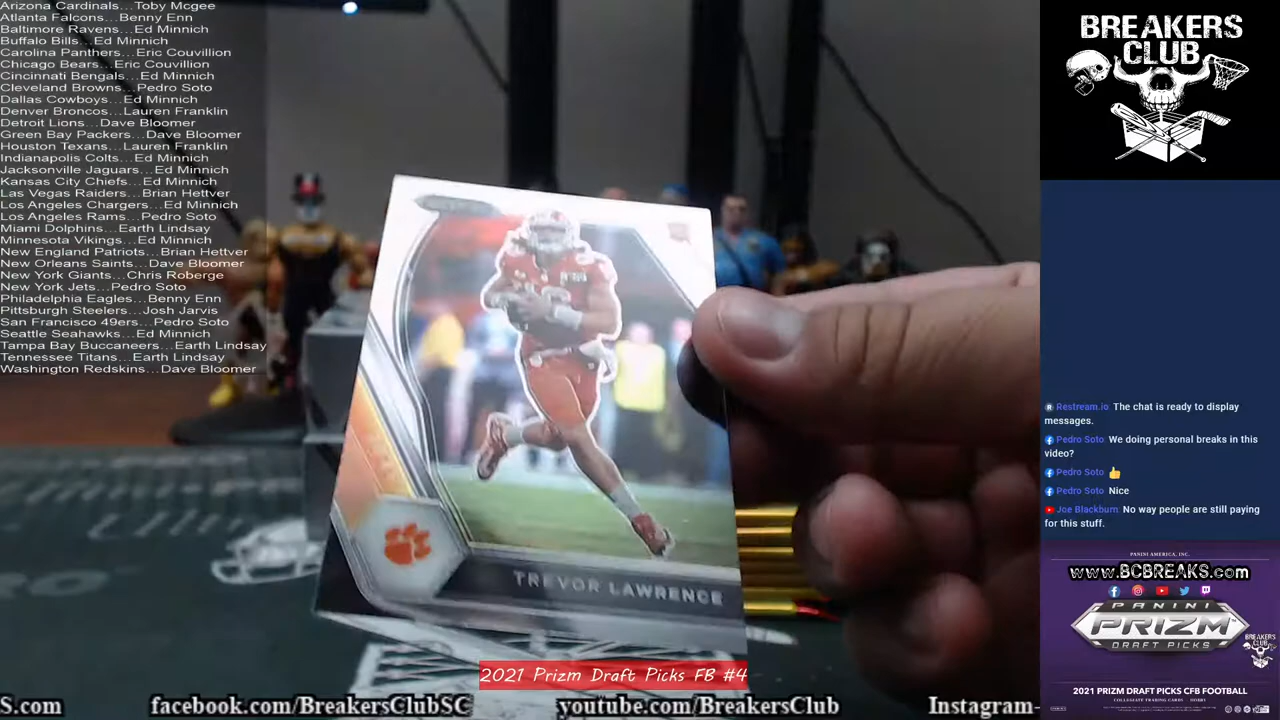 Arizona Cardinals...Toby Mcgee
Atlanta Falcons...Benny Enn
Baltimore Ravens...Ed Minnich
Buffalo Bills...Ed Minnich
Carolina Panthers...Eric Couvillion
Chicago Bears...Eric Couvillion
Cincinnati Bengals...Ed Minnich
Cleveland Browns...Pedro Soto
Dallas Cowboys...Ed Minnich
Denver Broncos...Lauren Franklin
Detroit Lions...Dave Bloomer
Green Bay Packers...Dave Bloomer
Houston Texans...Lauren Franklin
Indianapolis Colts...Ed Minnich
Jacksonville Jaguars...Ed Minnich
Kansas City Chiefs...Ed Minnich
Las Vegas Raiders...Brian Hettver
Los Angeles Chargers...Ed Minnich
Los Angeles Rams...Pedro Soto
Miami Dolphins...Earth Lindsay
Minnesota Vikings...Ed Minnich
New England Patriots...Brian Hettver
New Orleans Saints...Dave Bloomer
New York Giants...Chris Roberge
New York Jets...Pedro Soto
Philadelphia Eagles...Benny Enn
Pittsburgh Steelers...Josh Jarvis
San Francisco 49ers...Pedro Soto
Seattle Seahawks...Ed Minnich
Tampa Bay Buccaneers...Earth Lindsay
Tennessee Titans...Earth Lindsay
Washington Redskins...Dave Bloomer
TREVOR LAWRENCE
2021 Prizm Draft Picks FB #4
S.com facebook.com/BreakersClubSC youtube.com/BreakersClub Instagram-
BREAKERS
CLUB
Restream.io The chat is ready to display
messages.
Pedro Soto We doing personal breaks in this
video?
Pedro Soto 👍
Pedro Soto Nice
Joe Blackburn No way people are still paying
for this stuff.
PANINI AMERICA, INC.
www.BCBREAKS.com
PANINI
PRIZM
DRAFT PICKS
BREAKERS
CLUB
2021 PRIZM DRAFT PICKS CFB FOOTBALL
COLLEGIATE TRADING CARDS - HOBBY